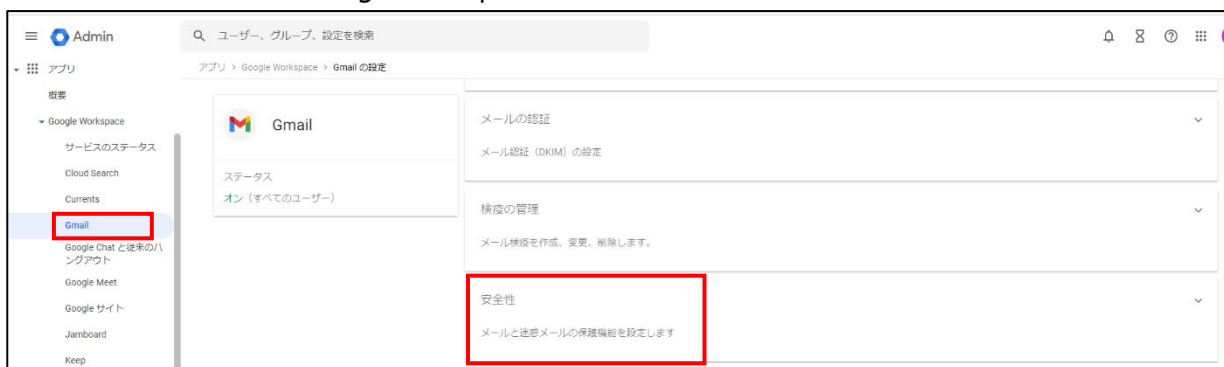 Admin
ユーザー、グループ、設定を検索
アプリ
アプリ > Google Workspace > Gmail の設定
概要
Google Workspace
サービスのステータス
Cloud Search
Currents
Gmail
Google Chat と従来のハ
ングアウト
Google Meet
Google サイト
Jamboard
Keep
Gmail
ステータス
オン（すべてのユーザー）
メールの認証
メール認証（DKIM）の設定
検疫の管理
メール検疫を作成、変更、削除します。
安全性
メールと迷惑メールの保護機能を設定します